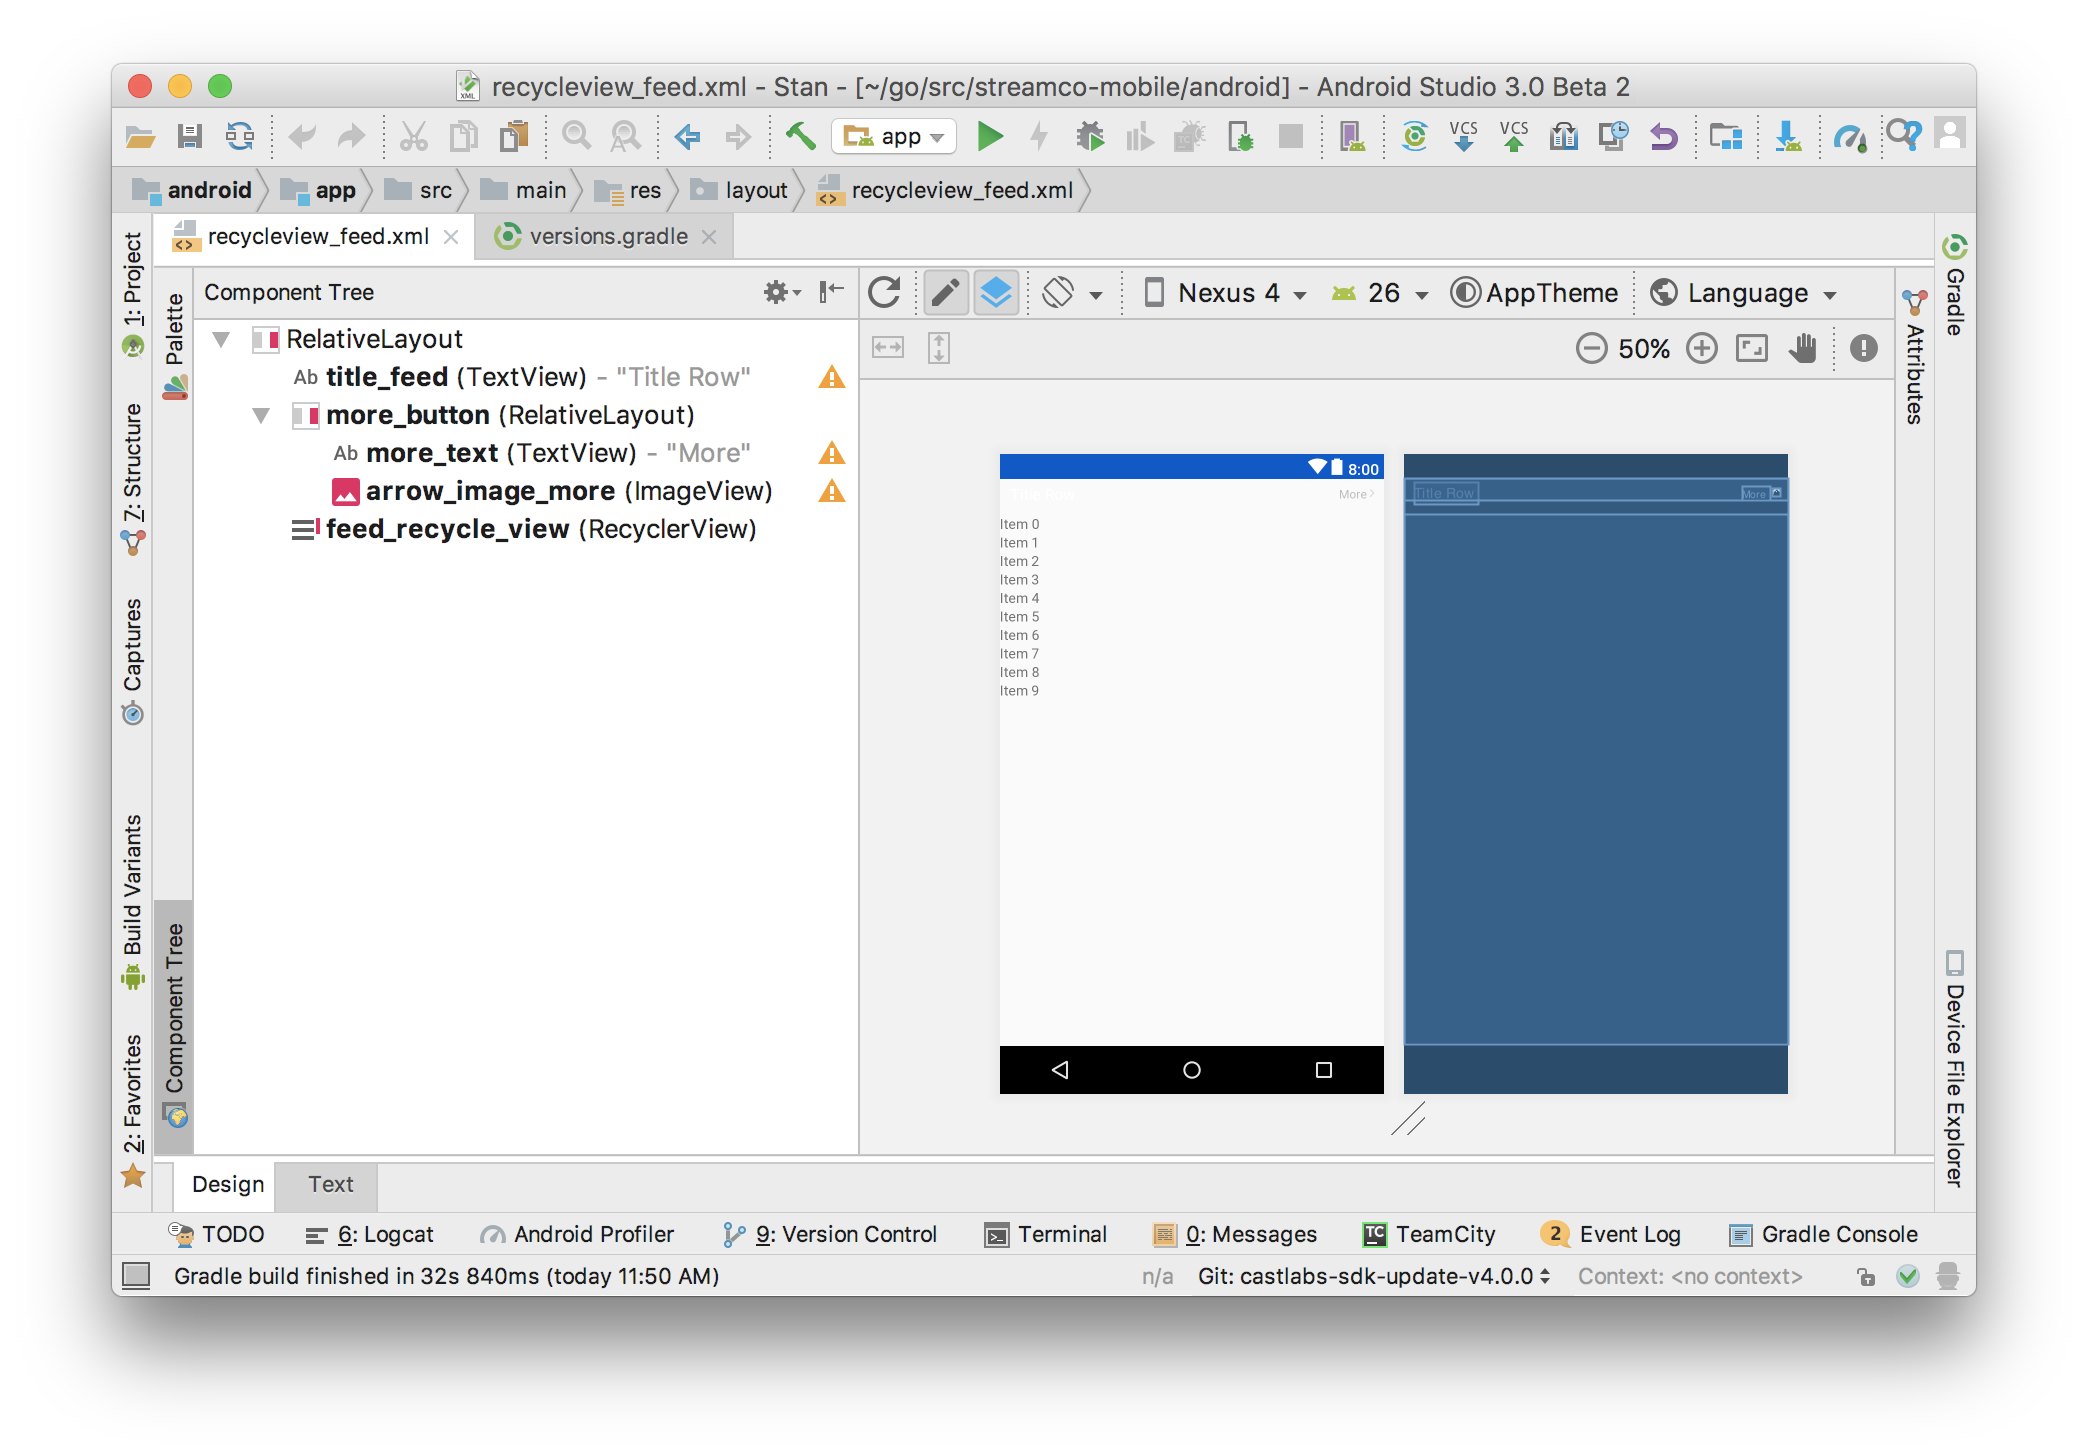 recycleview_feed.xml - Stan - [~/go/src/streamco-mobile/android] - Android Studio 3.0 Beta 2
app
VCS
VCS
android
app
src
main
res
layout
recycleview_feed.xml
recycleview_feed.xml
versions.gradle
1: Project
7: Structure
Captures
Build Variants
2: Favorites
Palette
Component Tree
Component Tree
RelativeLayout
Ab title_feed (TextView) - "Title Row"
more_button (RelativeLayout)
Ab more_text (TextView) - "More"
arrow_image_more (ImageView)
feed_recycle_view (RecyclerView)
Nexus 4
26
AppTheme
Language
50%
8:00
Title Row
More
Item 0
Item 1
Item 2
Item 3
Item 4
Item 5
Item 6
Item 7
Item 8
Item 9
Title Row
More
Attributes
Gradle
Device File Explorer
Design
Text
TODO
6: Logcat
Android Profiler
9: Version Control
Terminal
0: Messages
TC TeamCity
2 Event Log
Gradle Console
Gradle build finished in 32s 840ms (today 11:50 AM)
n/a
Git: castlabs-sdk-update-v4.0.0
Context: <no context>